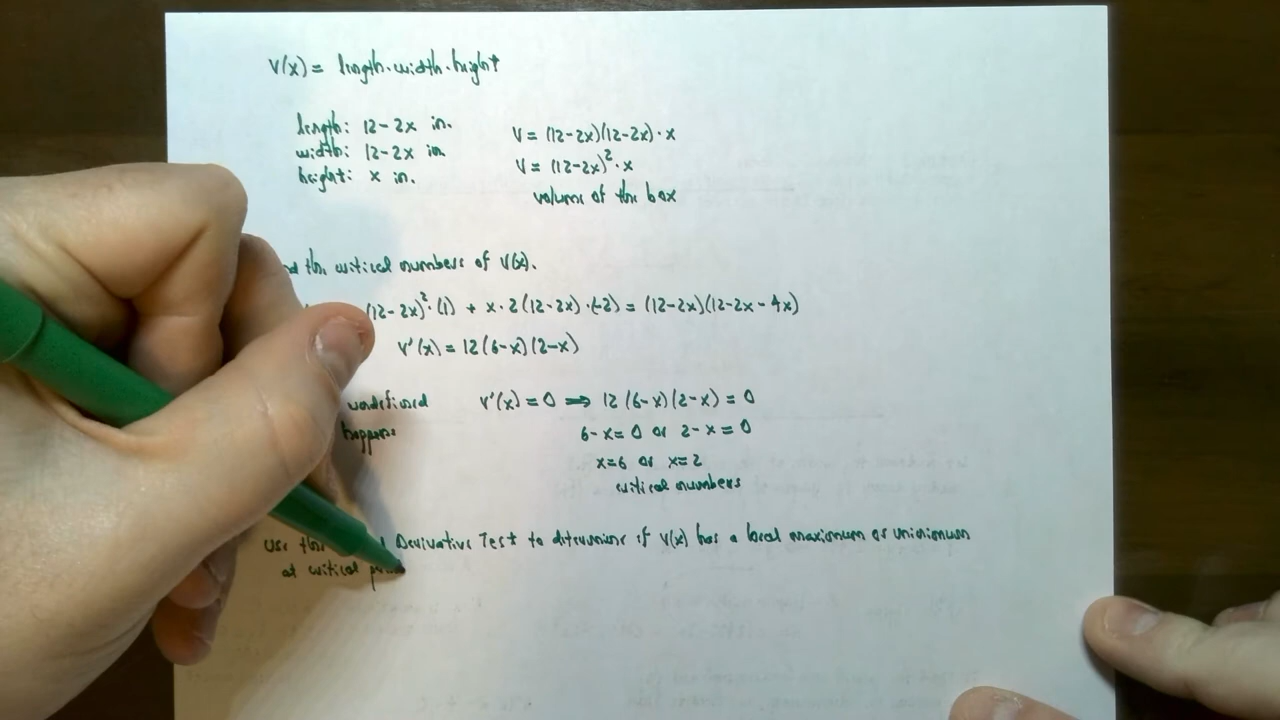 V(x) = length·width·height
length: 12-2x in.
width: 12-2x in.
height: x in.
V = (12-2x)(12-2x)·x
V = (12-2x)²·x
volume of the box
the critical numbers of V(x).
(12-2x)²·(1) + x·2(12-2x)·(-2) = (12-2x)(12-2x-4x)
V'(x) = 12(6-x)(2-x)
undefined
happens
V'(x) = 0 ⇒ 12(6-x)(2-x) = 0
6-x=0 or 2-x=0
x=6 or x=2
critical numbers
Use the Derivative Test to determine if V(x) has a local maximum or minimum
at critical